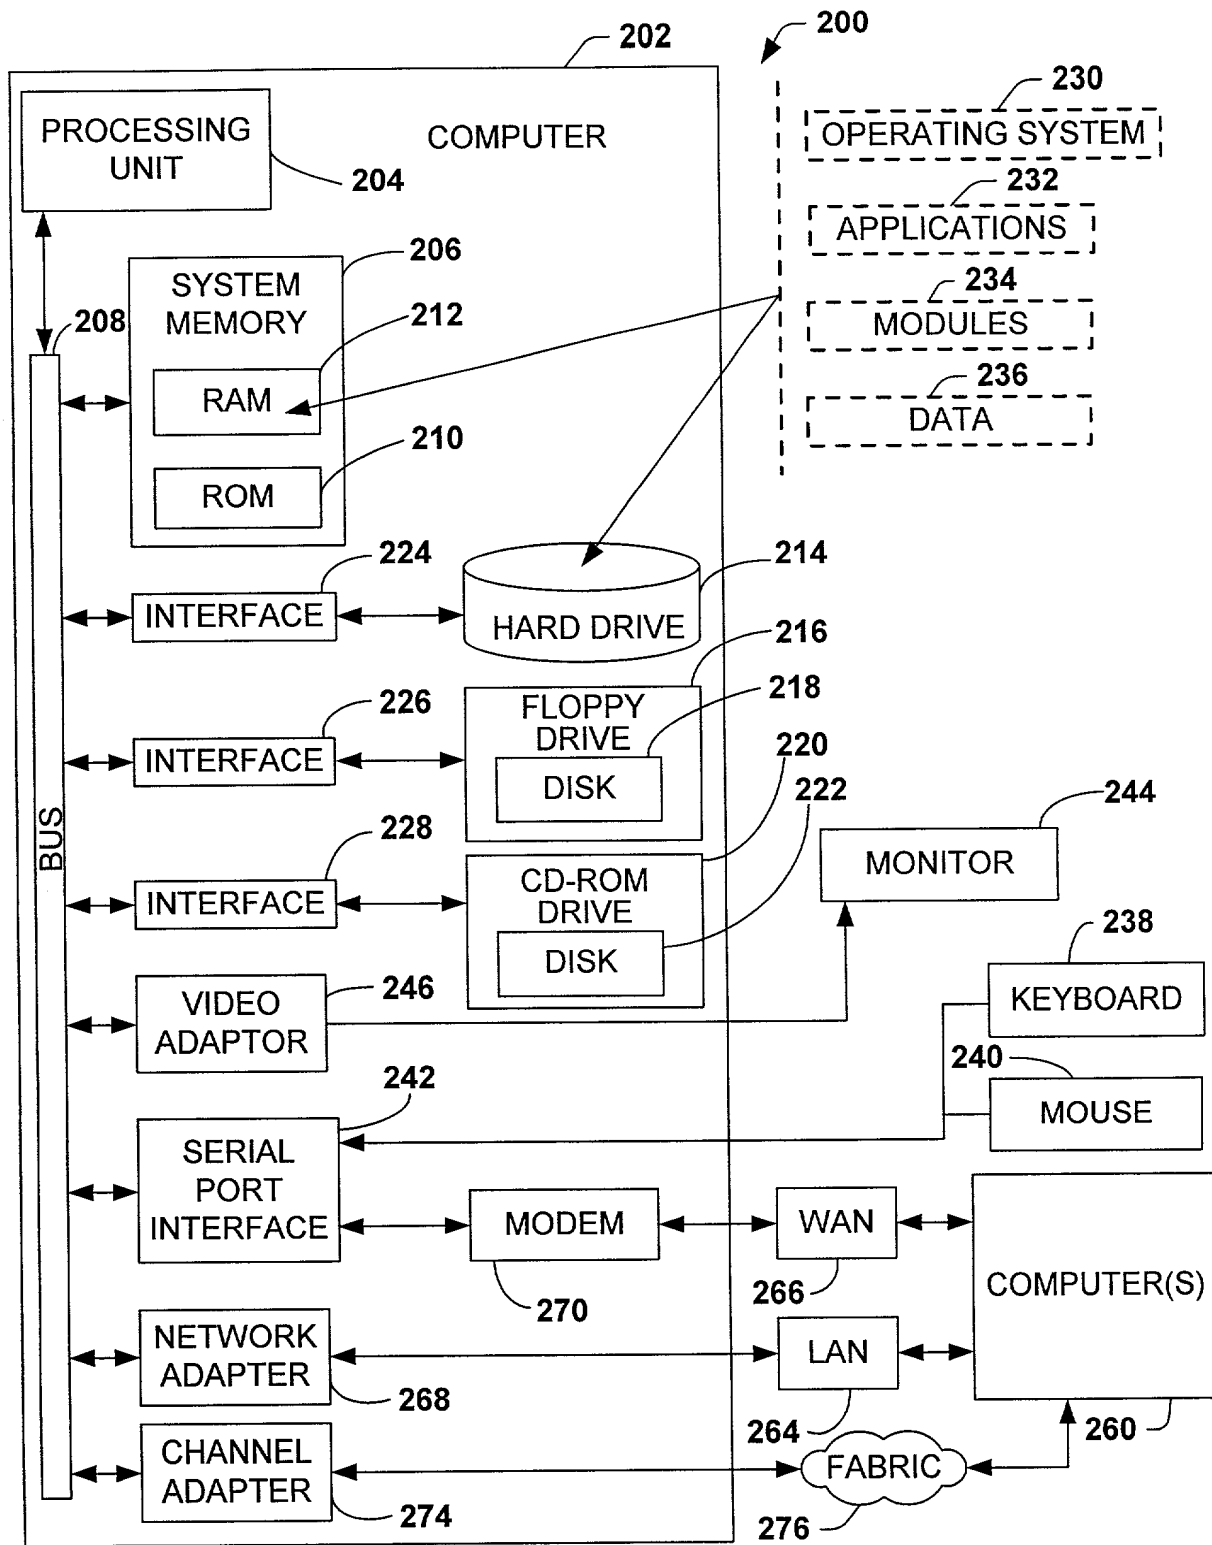 200
202
230
PROCESSING
UNIT
COMPUTER
OPERATING SYSTEM
204
232
APPLICATIONS
206
SYSTEM
MEMORY
234
208
212
MODULES
RAM
236
DATA
210
ROM
224
214
INTERFACE
HARD DRIVE
216
226
218
FLOPPY
DRIVE
220
INTERFACE
DISK
222
244
BUS
228
MONITOR
CD-ROM
DRIVE
INTERFACE
238
DISK
246
VIDEO
ADAPTOR
KEYBOARD
240
242
MOUSE
SERIAL
PORT
INTERFACE
MODEM
WAN
COMPUTER(S)
266
270
NETWORK
ADAPTER
LAN
268
264
260
CHANNEL
ADAPTER
FABRIC
274
276